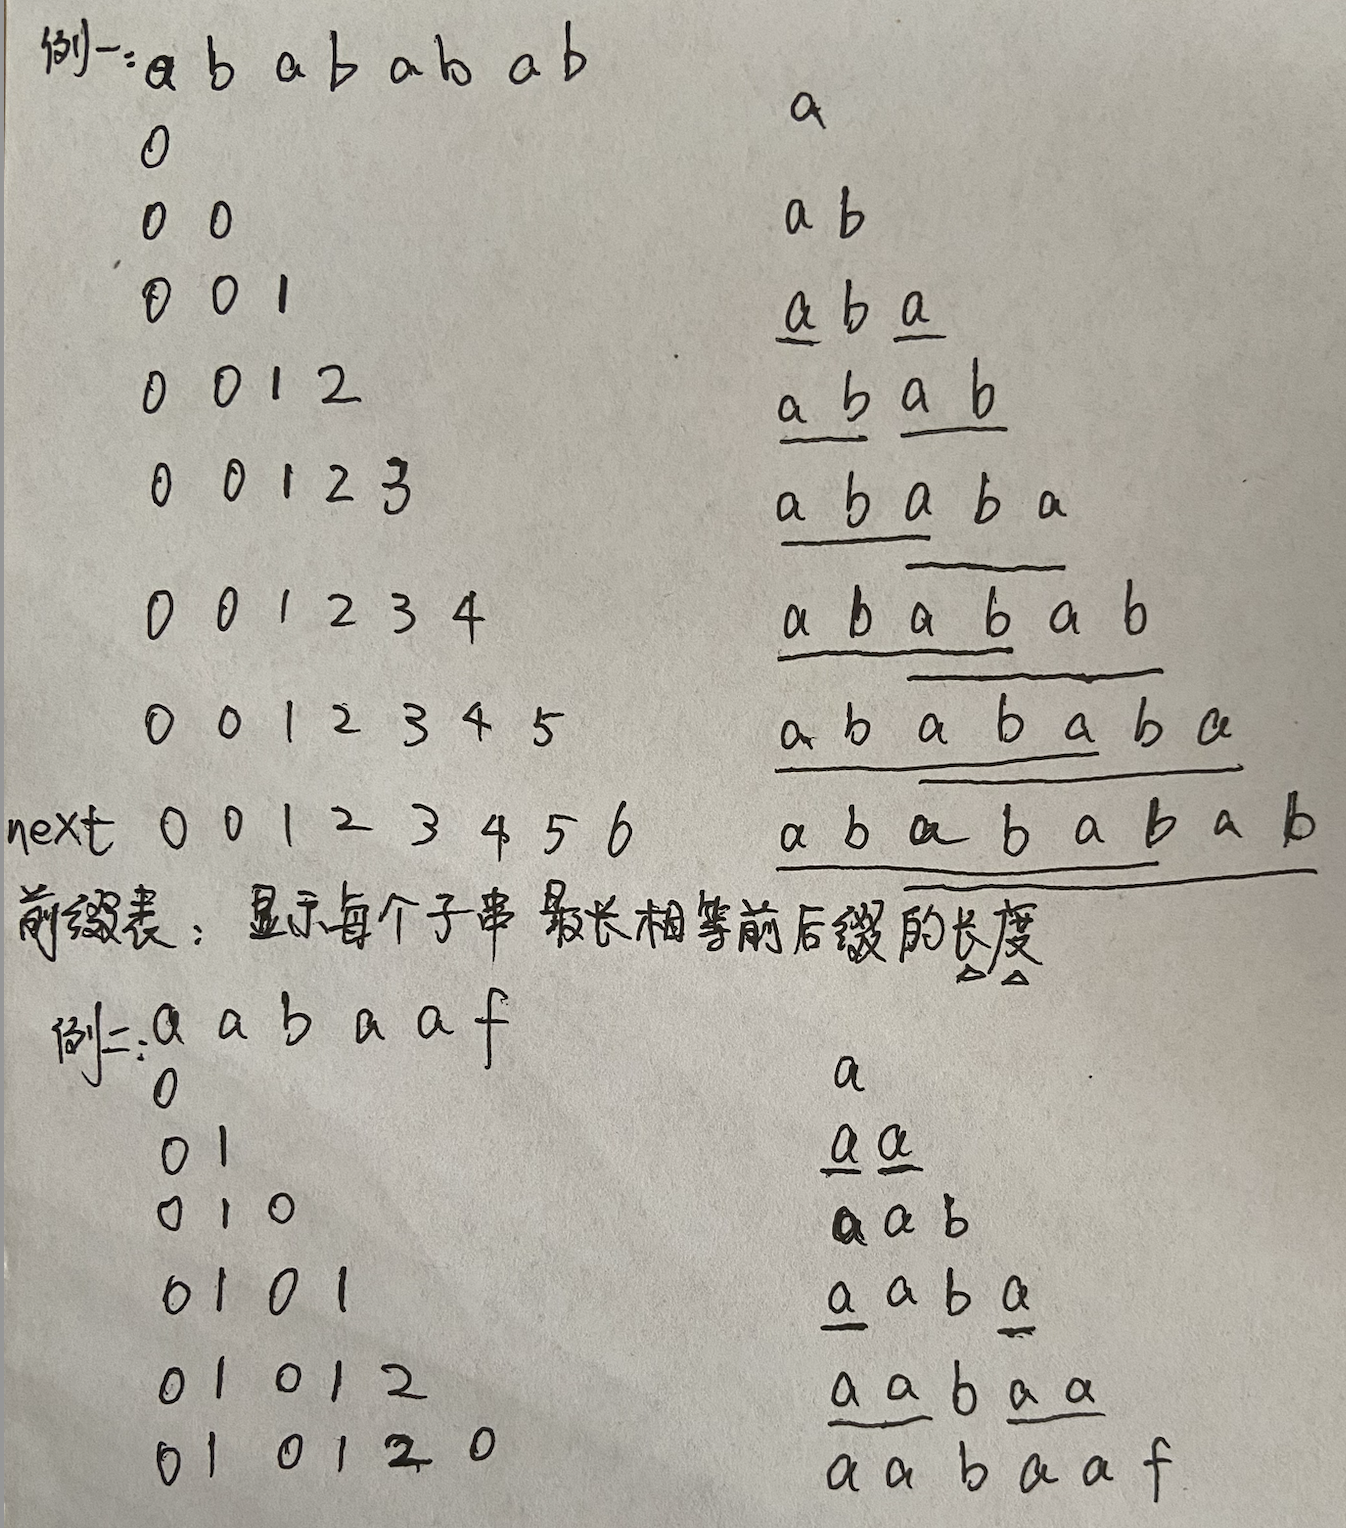 例一: a b a b a b a b
a
0
0 0 a b
0 0 1 a b a
0 0 1 2 a b a b
0 0 1 2 3 a b a b a
0 0 1 2 3 4 a b a b a b
0 0 1 2 3 4 5 a b a b a b a
next 0 0 1 2 3 4 5 6 a b a b a b a b
前缀表：显示每个子串最长相等前后缀的长度
例二: a a b a a f
0 a
0 1 a a
0 1 0 a a b
0 1 0 1 a a b a
0 1 0 1 2 a a b a a
0 1 0 1 2 0 a a b a a f